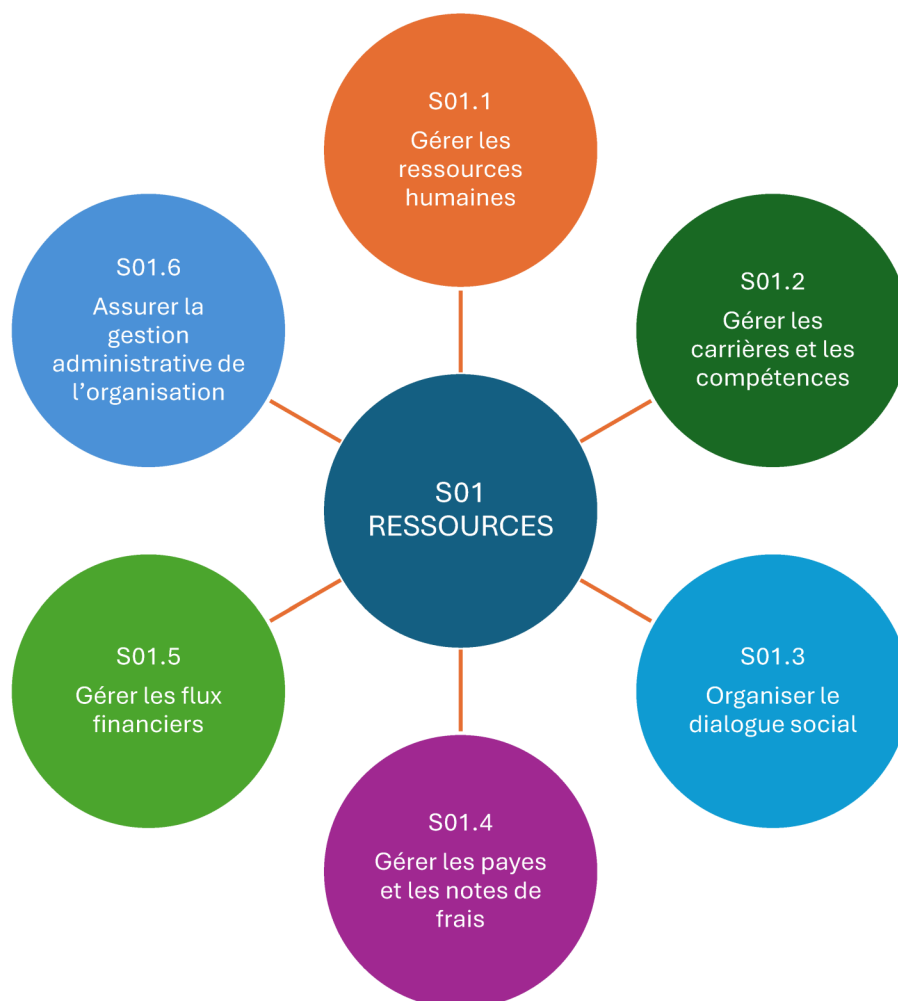 S01.1
Gérer les
ressources
humaines
S01.2
Gérer les
carrières et les
compétences
S01.3
Organiser le
dialogue social
S01.4
Gérer les payes
et les notes de
frais
S01.5
Gérer les flux
financiers
S01.6
Assurer la
gestion
administrative de
l’organisation
S01
RESSOURCES